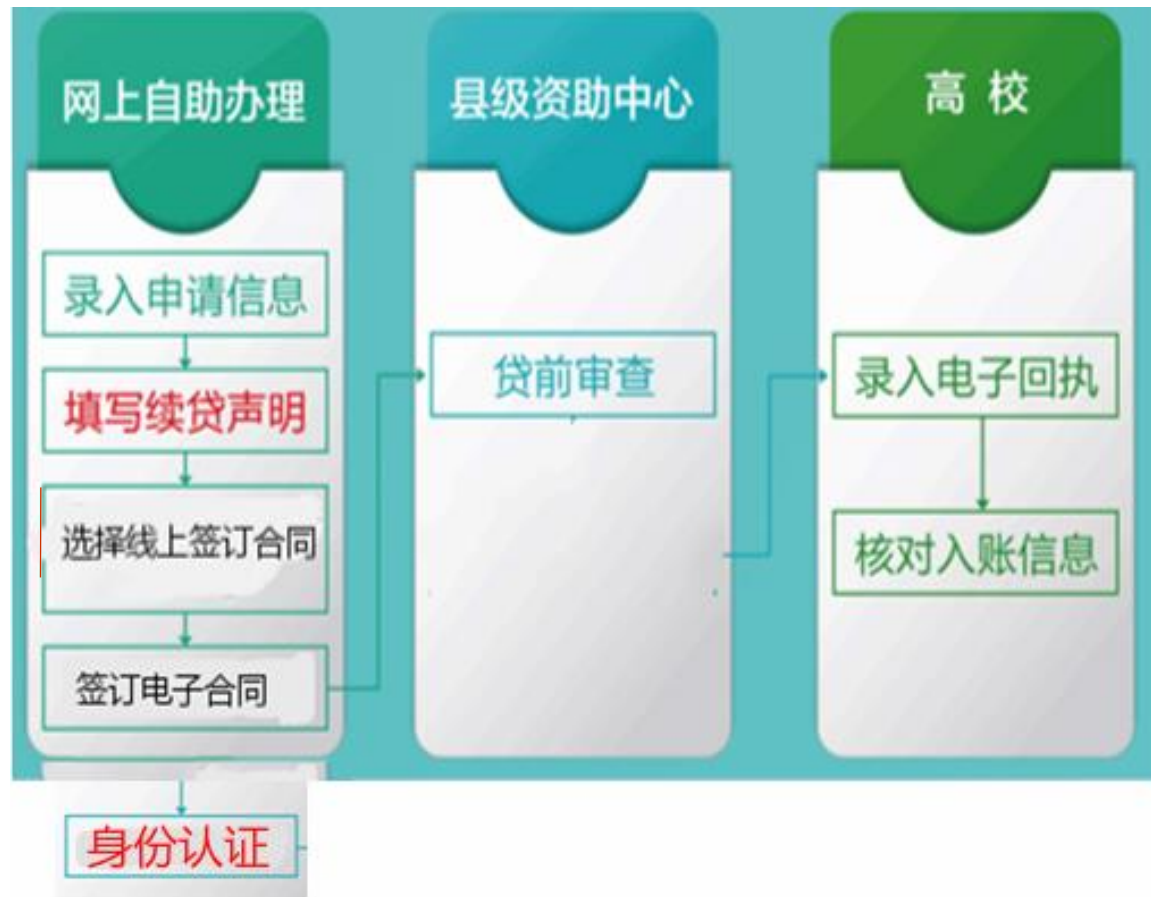 网上自助办理
录入申请信息
填写续贷声明
选择线上签订合同
签订电子合同
身份认证
县级资助中心
贷前审查
高校
录入电子回执
核对入账信息